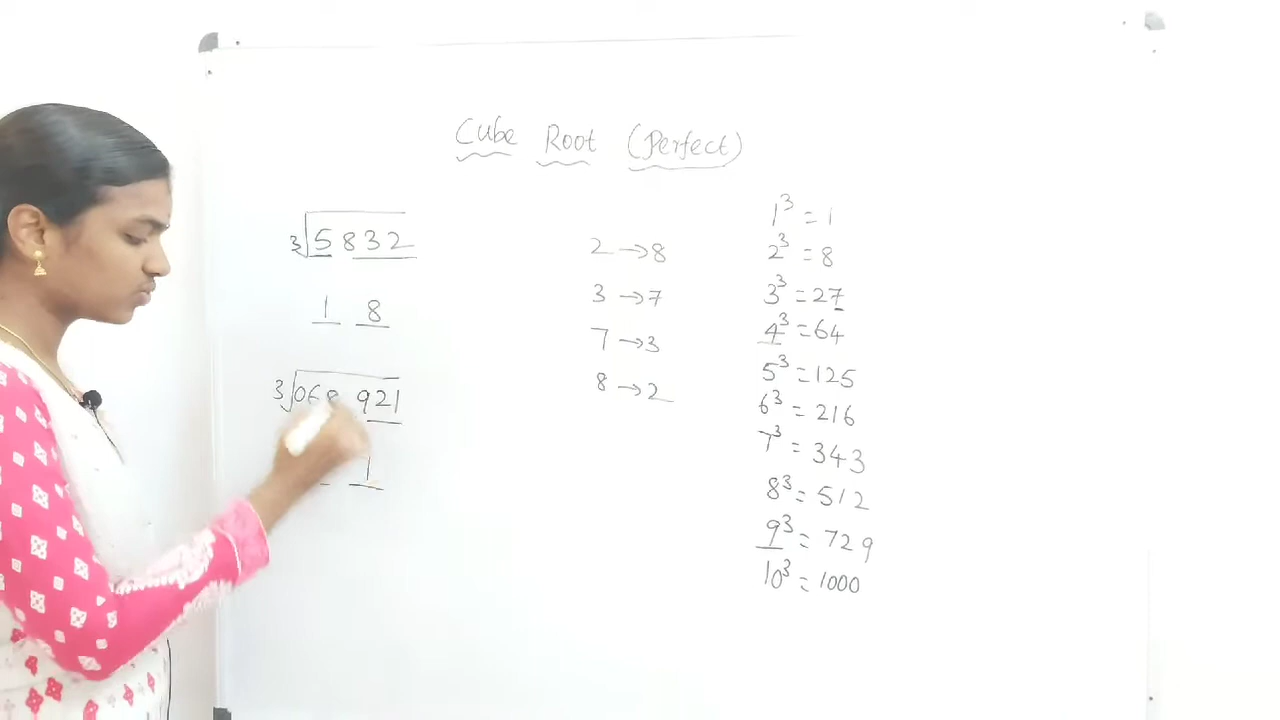 Cube Root (Perfect)
3√5832
1 8
3√068 921
1
2 → 8
3 → 7
7 → 3
8 → 2
1³ = 1
2³ = 8
3³ = 27
4³ = 64
5³ = 125
6³ = 216
7³ = 343
8³ = 512
9³ = 729
10³ = 1000